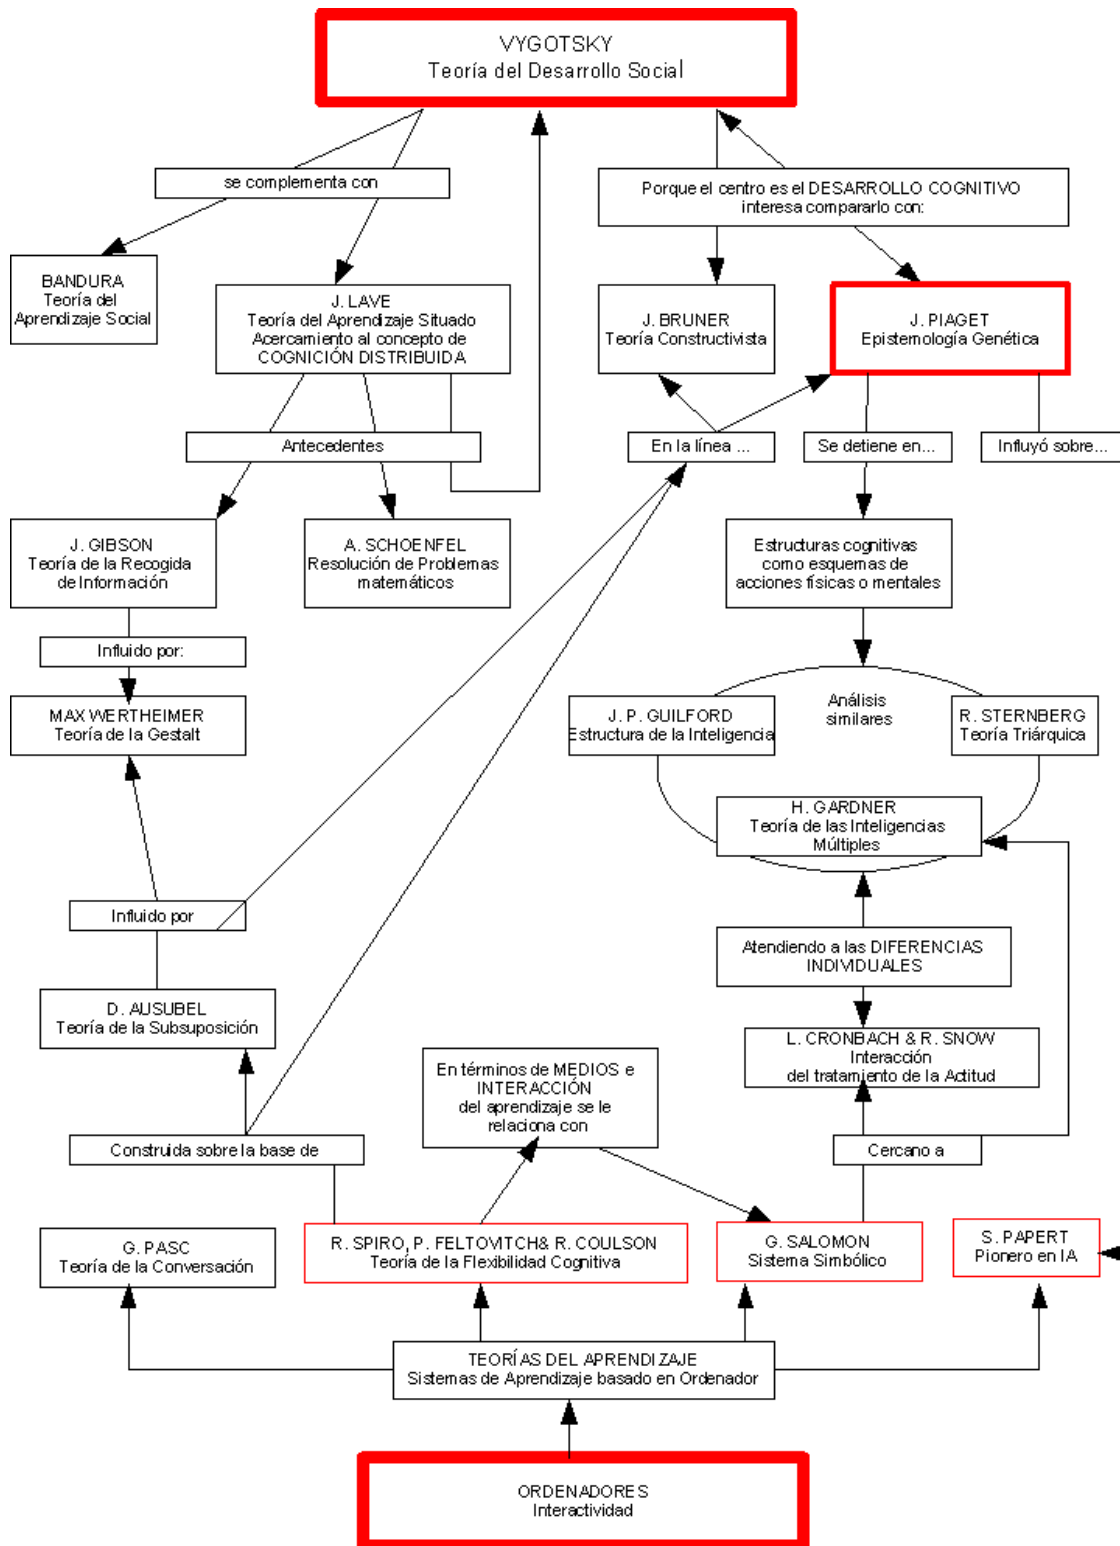 VYGOTSKY
Teoría del Desarrollo Social
se complementa con
Porque el centro es el DESARROLLO COGNITIVO
interesa compararlo con:
BANDURA
Teoría del
Aprendizaje Social
J. LAVE
Teoría del Aprendizaje Situado
Acercamiento al concepto de
COGNICIÓN DISTRIBUIDA
J. BRUNER
Teoría Constructivista
J. PIAGET
Epistemología Genética
Antecedentes
En la línea ...
Se detiene en...
Influyó sobre...
J. GIBSON
Teoría de la Recogida
de Información
A. SCHOENFEL
Resolución de Problemas
matemáticos
Estructuras cognitivas
como esquemas de
acciones físicas o mentales
Influido por:
MAX WERTHEIMER
Teoría de la Gestalt
J. P. GUILFORD
Estructura de la Inteligencia
Análisis
similares
R. STERNBERG
Teoría Triárquica
H. GARDNER
Teoría de las Inteligencias
Múltiples
Influido por
Atendiendo a las DIFERENCIAS
INDIVIDUALES
D. AUSUBEL
Teoría de la Subsuposición
L. CRONBACH & R. SNOW
Interacción
del tratamiento de la Actitud
En términos de MEDIOS e
INTERACCIÓN
del aprendizaje se le
relaciona con
Construida sobre la base de
Cercano a
G. PASC
Teoría de la Conversación
R. SPIRO, P. FELTOVITCH& R. COULSON
Teoría de la Flexibilidad Cognitiva
G. SALOMON
Sistema Simbólico
S. PAPERT
Pionero en IA
TEORÍAS DEL APRENDIZAJE
Sistemas de Aprendizaje basado en Ordenador
ORDENADORES
Interactividad